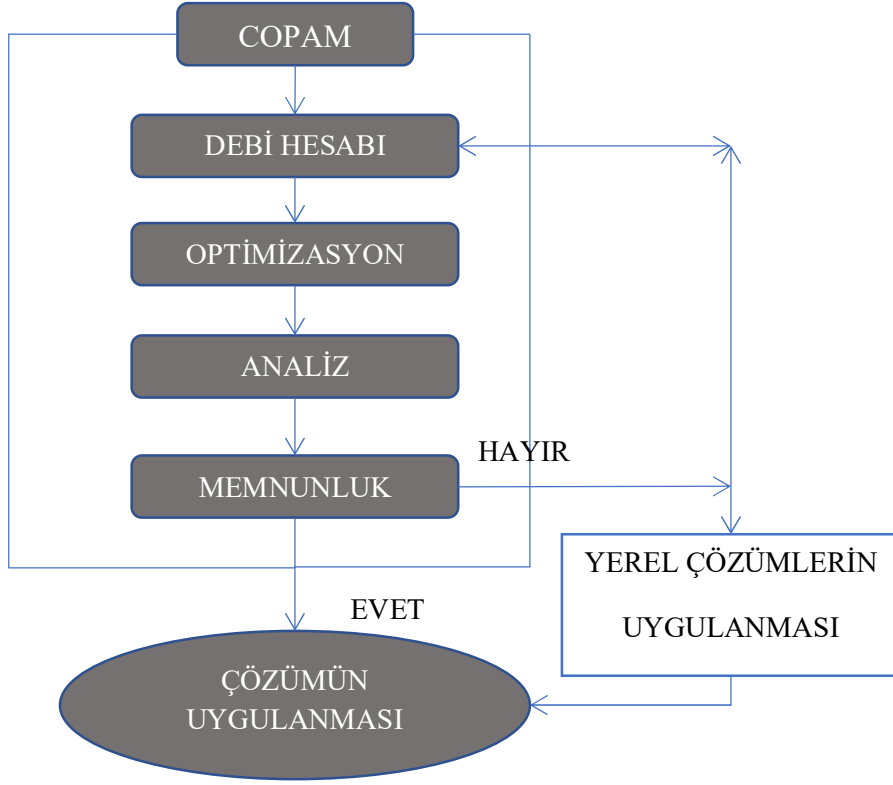 COPAM
DEBİ HESABI
OPTİMİZASYON
ANALİZ
HAYIR
MEMNUNLUK
YEREL ÇÖZÜMLERİN
UYGULANMASI
EVET
ÇÖZÜMÜN
UYGULANMASI